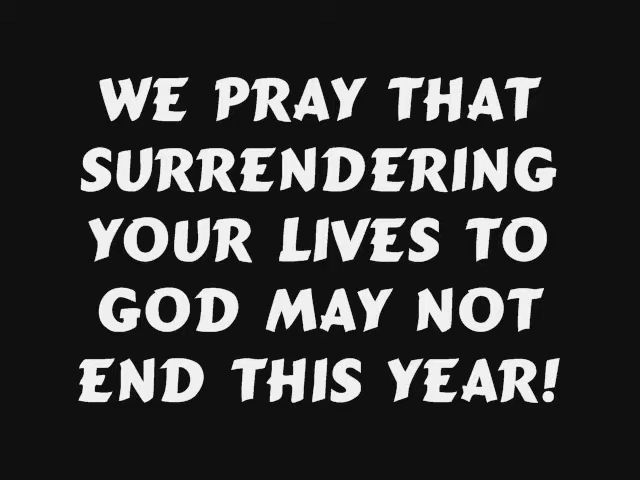 WE PRAY THAT
SURRENDERING
YOUR LIVES TO
GOD MAY NOT
END THIS YEAR!